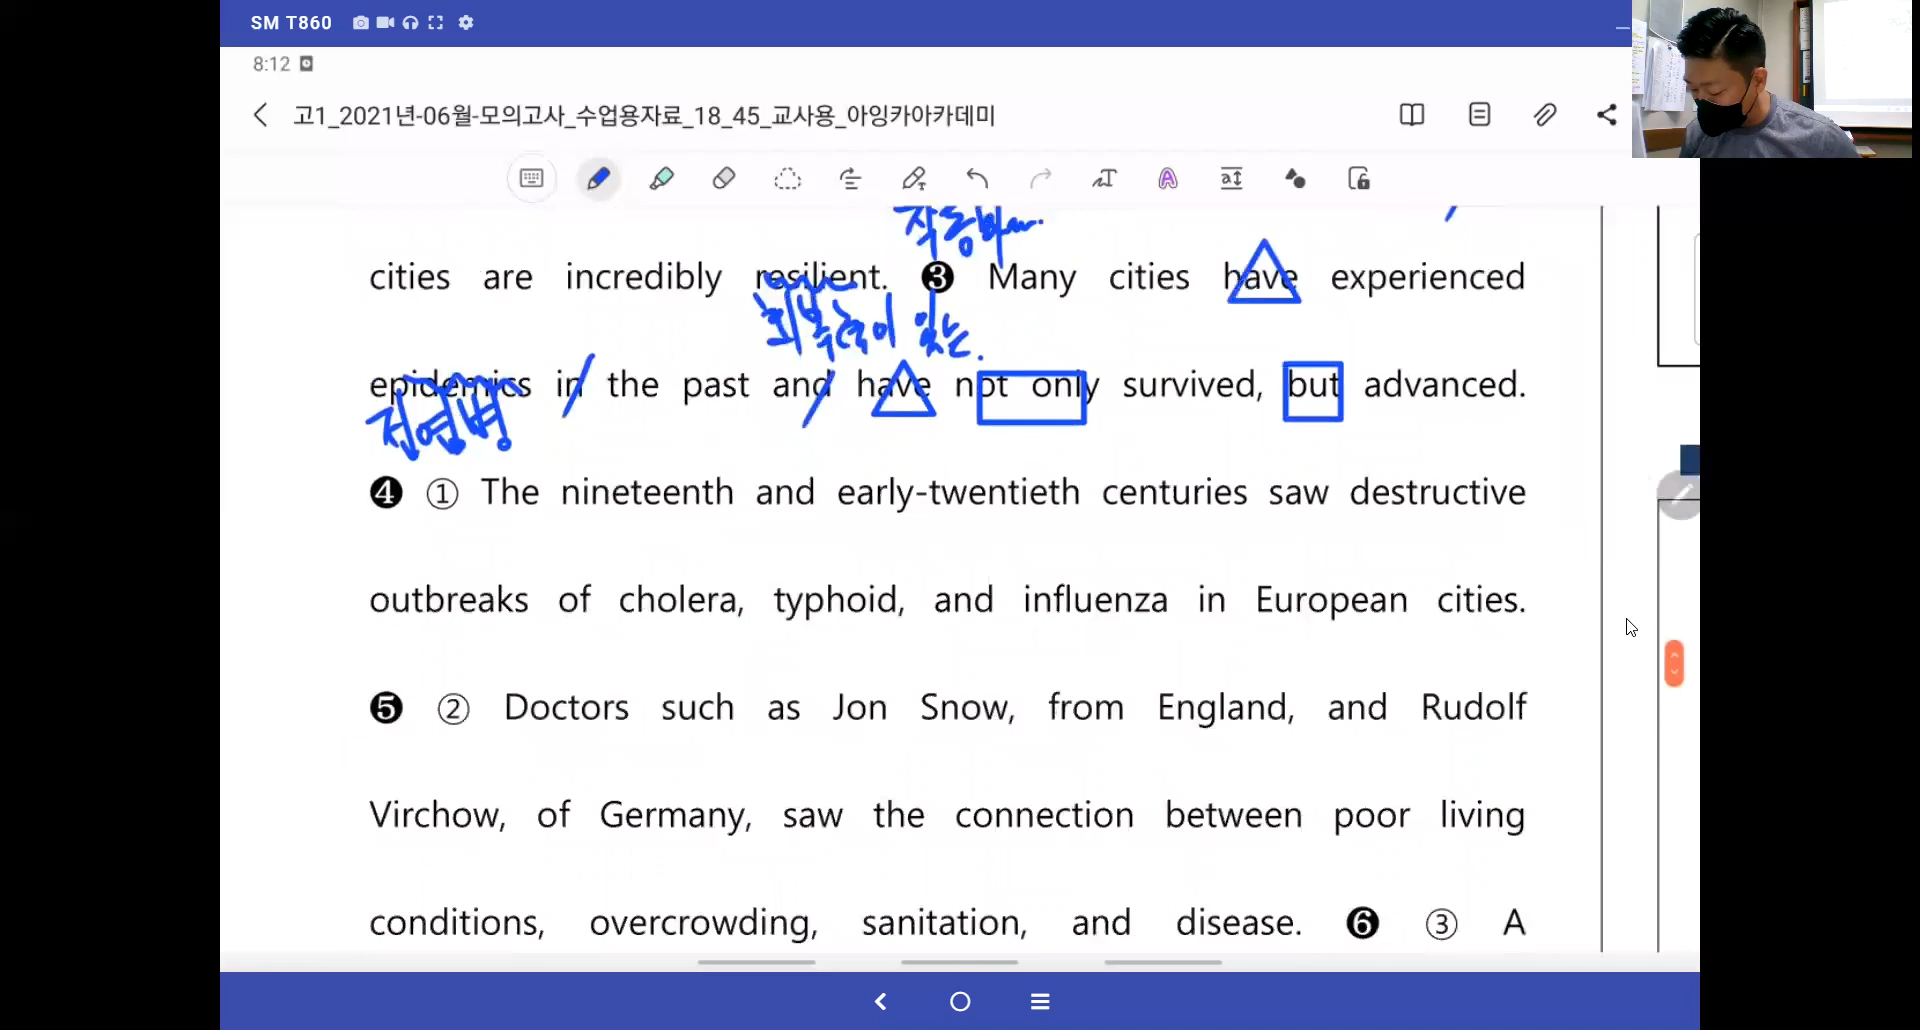 SM T860
8:12
고1_2021년-06월-모의고사_수업용자료_18_45_교사용_아잉카아카데미
cities are incredibly resilient. ❸ Many cities have experienced
회복력이 있는.
epidemics in the past and have not only survived, but advanced.
전염병
❹ ① The nineteenth and early-twentieth centuries saw destructive
outbreaks of cholera, typhoid, and influenza in European cities.
❺ ② Doctors such as Jon Snow, from England, and Rudolf
Virchow, of Germany, saw the connection between poor living
conditions, overcrowding, sanitation, and disease. ❻ ③ A